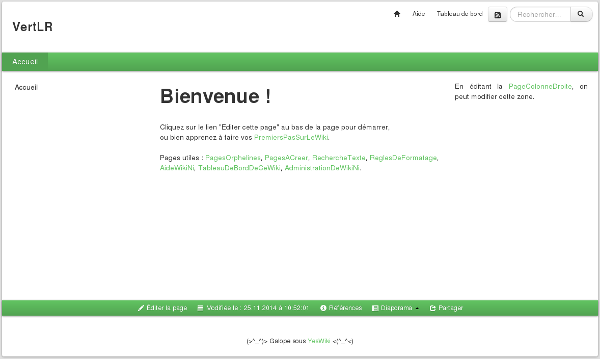 Aide
Tableau de bord
Rechercher...
VertLR
Accueil
Accueil
Bienvenue !
Cliquez sur le lien "Editer cette page" au bas de la page pour démarrer,
ou bien apprenez à faire vos PremiersPasSurLeWiki.
Pages utiles : PagesOrphelines, PagesACreer, RechercheTexte, ReglesDeFormatage,
AideWikiNi, TableauDeBordDeCeWiki, AdministrationDeWikiNi.
En éditant la PageColonneDroite, on
peut modifier cette zone.
Éditer la page
Modifiée le : 25.11.2014 à 10:52:01
Références
Diaporama
Partager
(>^_^)> Galope sous YesWiki <(^_^<)